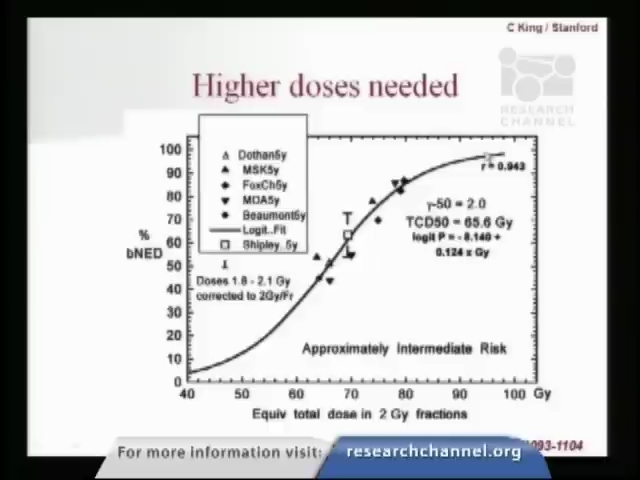 C King / Stanford
RESEARCH
CHANNEL
Higher doses needed
100
90
80
70
60
50
40
30
20
10
0
%
bNED
Dothan5y
MSK5y
FoxCh5y
MDA5y
Beaumont5y
Logit..Fit
Shipley..5y
Doses 1.8 - 2.1 Gy
corrected to 2Gy/Fr
r = 0.943
γ-50 = 2.0
TCD50 = 65.6 Gy
logit P = - 8.140 +
0.124 x Gy
Approximately Intermediate Risk
40 50 60 70 80 90 100 Gy
Equiv total dose in 2 Gy fractions
093-1104
For more information visit: researchchannel.org